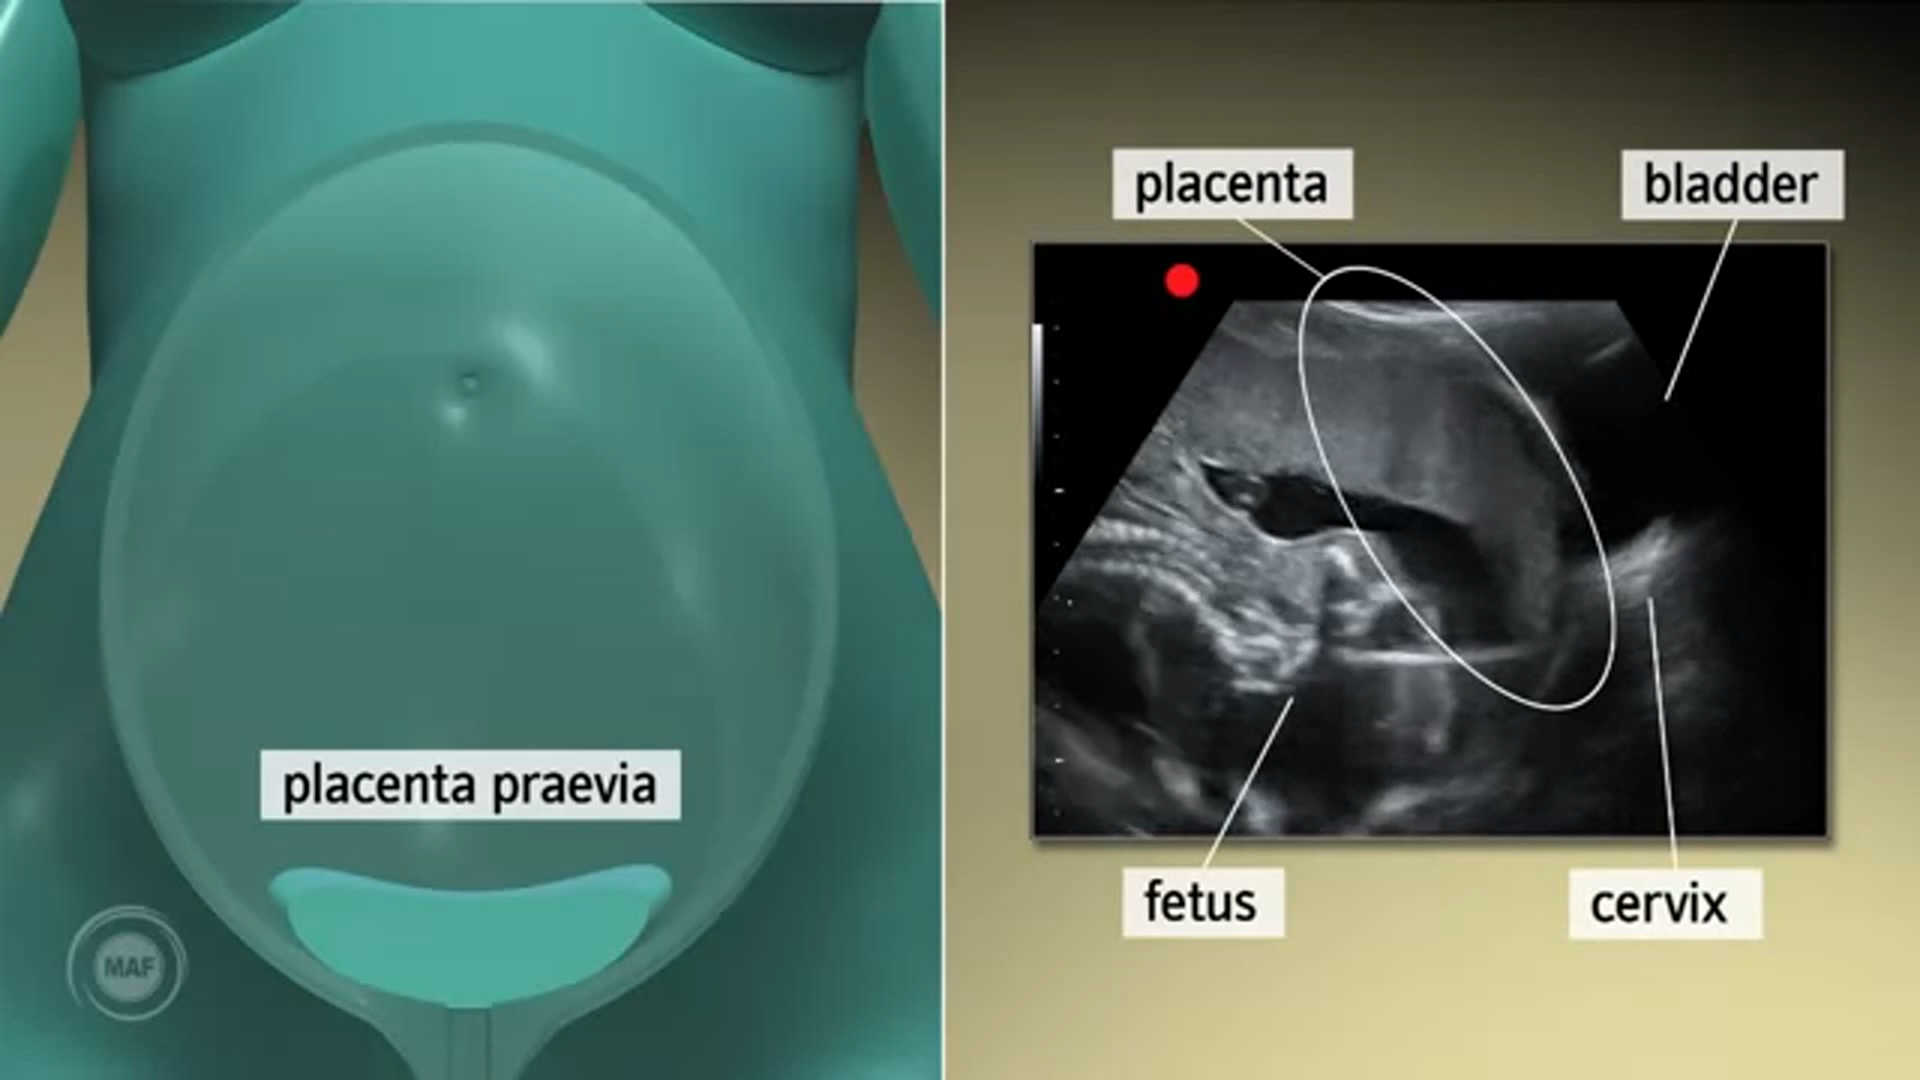 placenta praevia
MAF
placenta
bladder
fetus
cervix